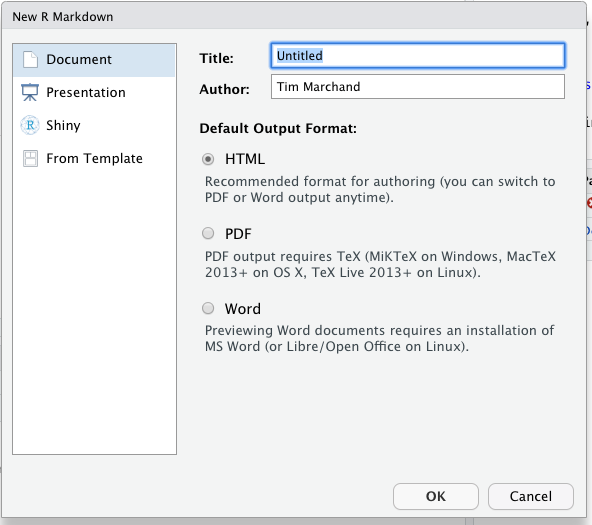 New R Markdown
Document
Presentation
Shiny
From Template
Title: Untitled
Author: Tim Marchand
Default Output Format:
HTML
Recommended format for authoring (you can switch to
PDF or Word output anytime).
PDF
PDF output requires TeX (MiKTeX on Windows, MacTeX
2013+ on OS X, TeX Live 2013+ on Linux).
Word
Previewing Word documents requires an installation of
MS Word (or Libre/Open Office on Linux).
OK Cancel